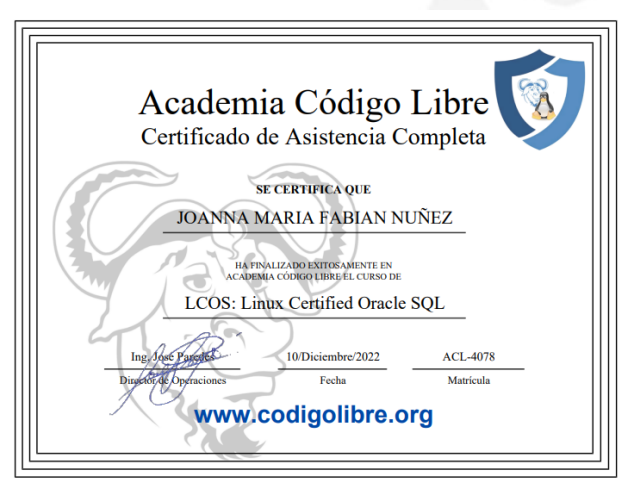 Academia Código Libre
Certificado de Asistencia Completa
SE CERTIFICA QUE
JOANNA MARIA FABIAN NUÑEZ
HA FINALIZADO EXITOSAMENTE EN
ACADEMIA CÓDIGO LIBRE EL CURSO DE
LCOS: Linux Certified Oracle SQL
Ing. Jose Paredes 10/Diciembre/2022 ACL-4078
Director de Operaciones Fecha Matrícula
www.codigolibre.org